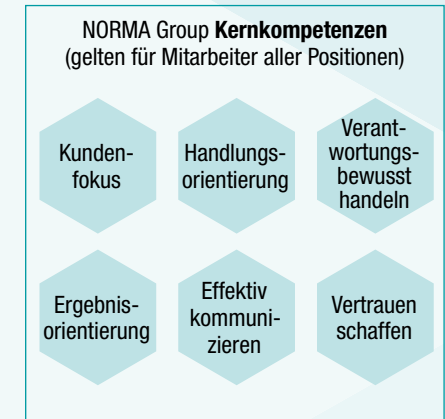 NORMA Group Kernkompetenzen
(gelten für Mitarbeiter aller Positionen)
Kunden-
fokus
Handlungs-
orientierung
Verant-
wortungs-
bewusst
handeln
Ergebnis-
orientierung
Effektiv
kommuni-
zieren
Vertrauen
schaffen